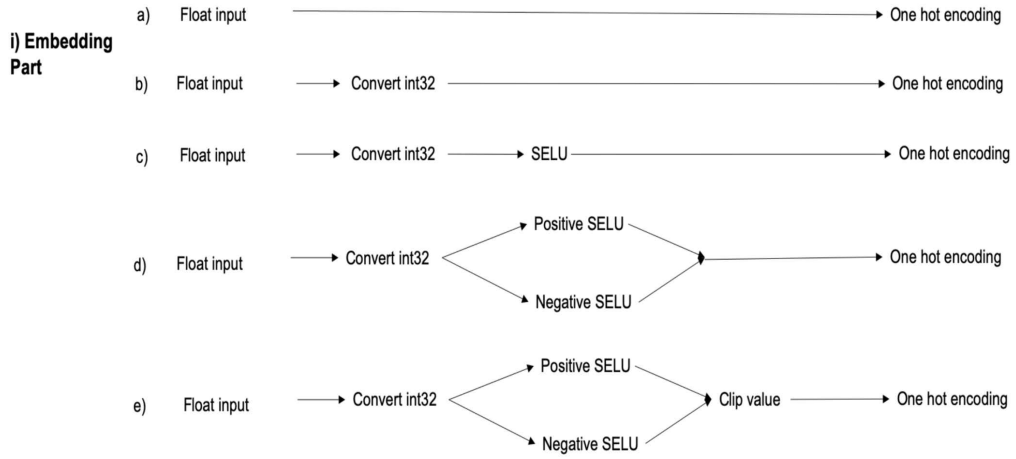 i) Embedding
Part
a) Float input One hot encoding
b) Float input Convert int32 One hot encoding
c) Float input Convert int32 SELU One hot encoding
Positive SELU
d) Float input Convert int32 One hot encoding
Negative SELU
Positive SELU
e) Float input Convert int32 Clip value One hot encoding
Negative SELU